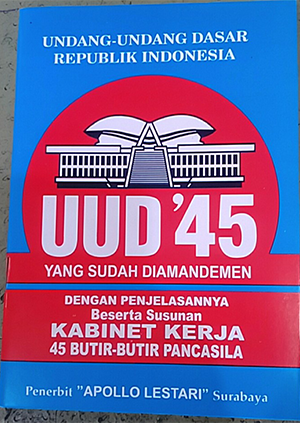 UNDANG-UNDANG DASAR
REPUBLIK INDONESIA
UUD '45
YANG SUDAH DIAMANDEMEN
DENGAN PENJELASANNYA
Beserta Susunan
KABINET KERJA
45 BUTIR-BUTIR PANCASILA
Penerbit "APOLLO LESTARI" Surabaya